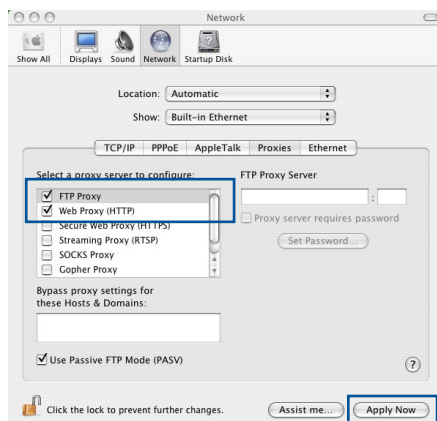 Network
Show All Displays Sound Network Startup Disk
Location: Automatic
Show: Built-in Ethernet
TCP/IP PPPoE AppleTalk Proxies Ethernet
Select a proxy server to configure: FTP Proxy Server
FTP Proxy
:
Web Proxy (HTTP)
Secure Web Proxy (HTTPS) Proxy server requires password
Streaming Proxy (RTSP) Set Password...
SOCKS Proxy
Gopher Proxy
Bypass proxy settings for
these Hosts & Domains:
Use Passive FTP Mode (PASV) ?
Click the lock to prevent further changes. Assist me... Apply Now